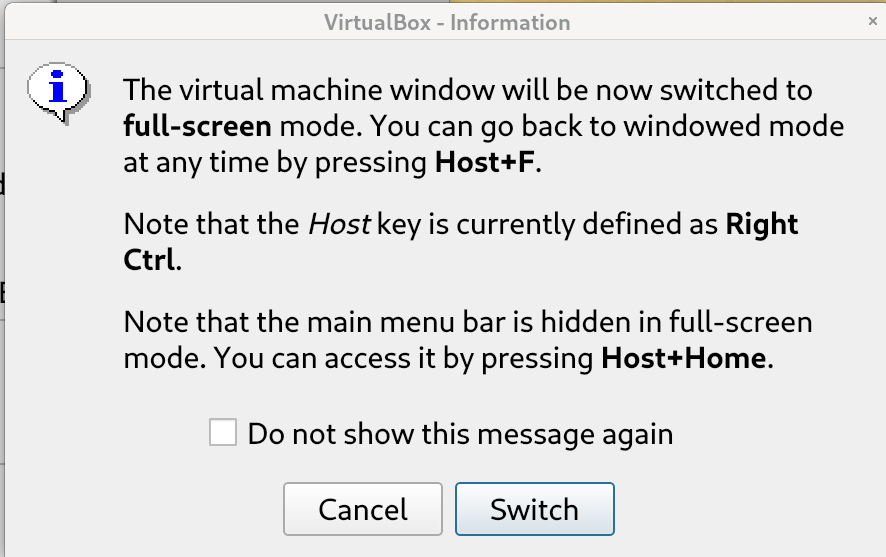 VirtualBox - Information
The virtual machine window will be now switched to
full-screen mode. You can go back to windowed mode
at any time by pressing Host+F.
Note that the Host key is currently defined as Right
Ctrl.
Note that the main menu bar is hidden in full-screen
mode. You can access it by pressing Host+Home.
Do not show this message again
Cancel Switch